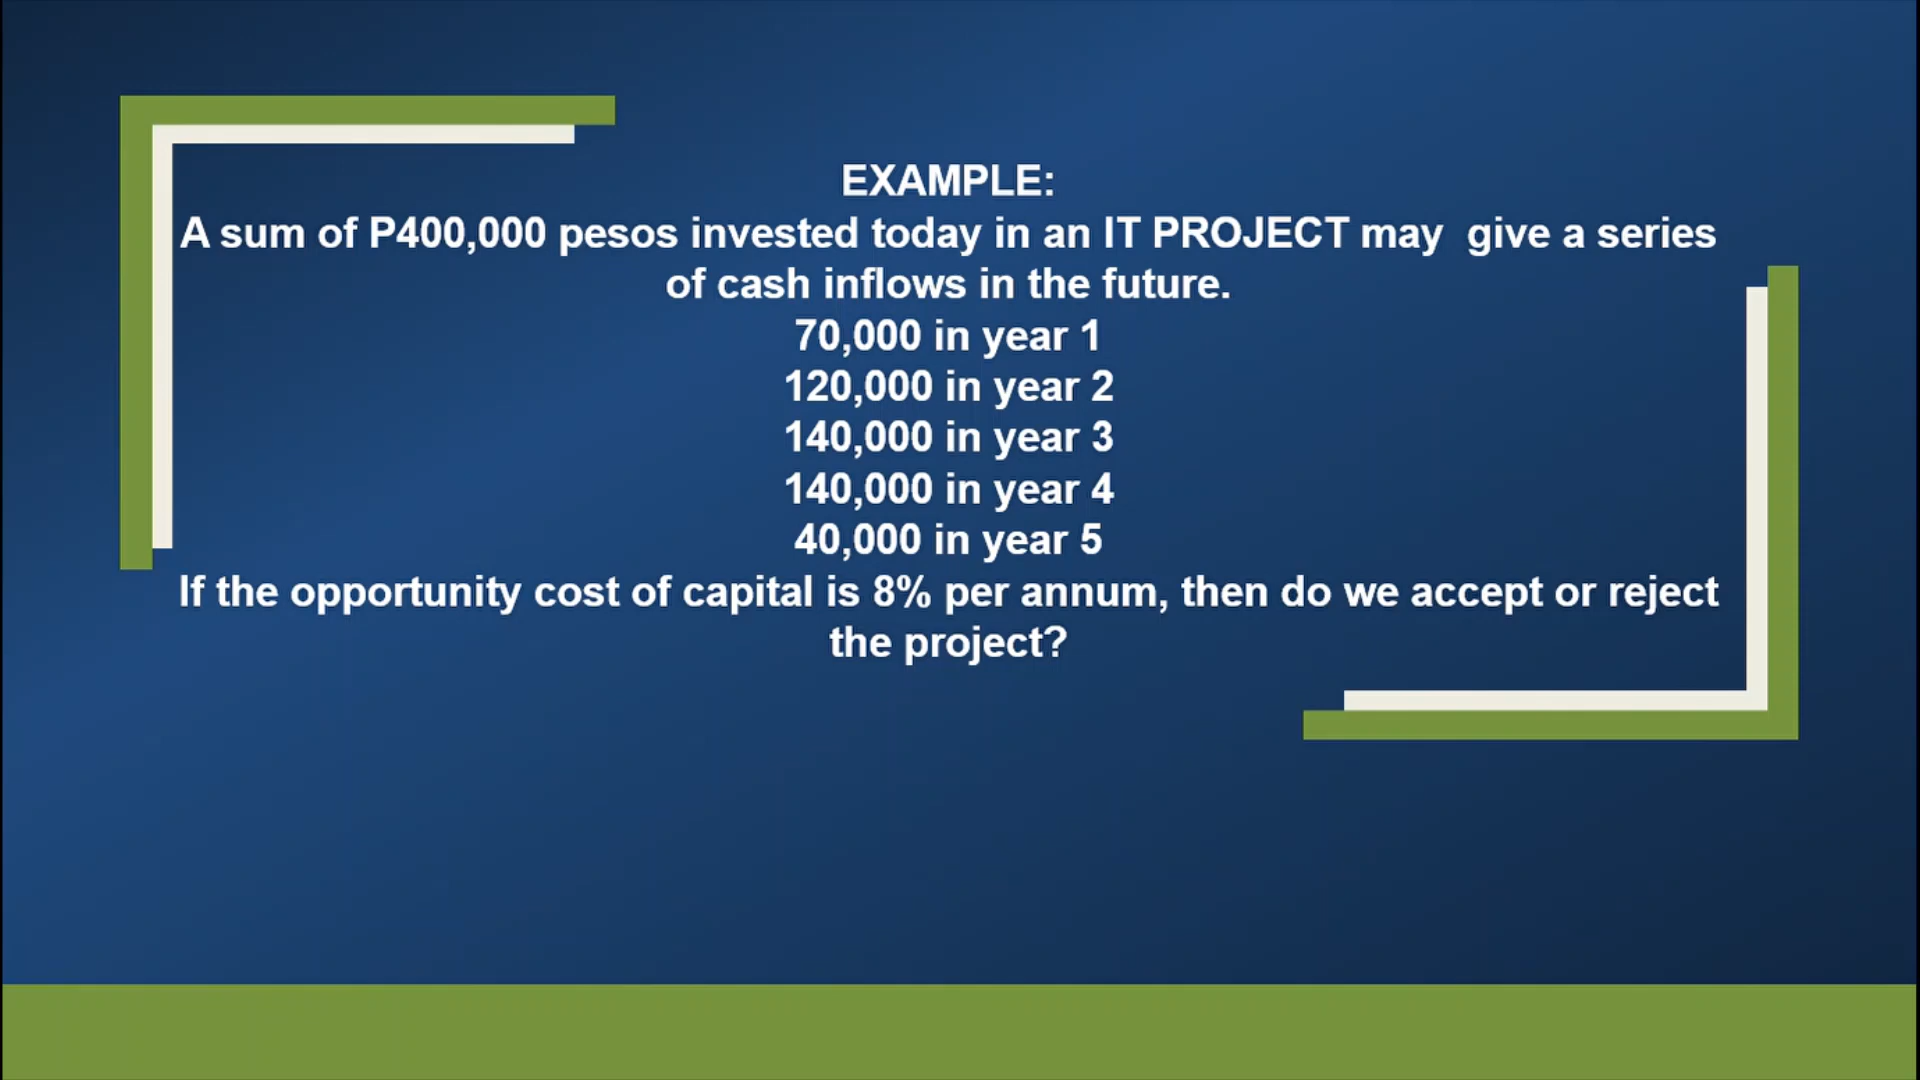 EXAMPLE:
A sum of P400,000 pesos invested today in an IT PROJECT may  give a series
of cash inflows in the future.
70,000 in year 1
120,000 in year 2
140,000 in year 3
140,000 in year 4
40,000 in year 5
If the opportunity cost of capital is 8% per annum, then do we accept or reject
the project?